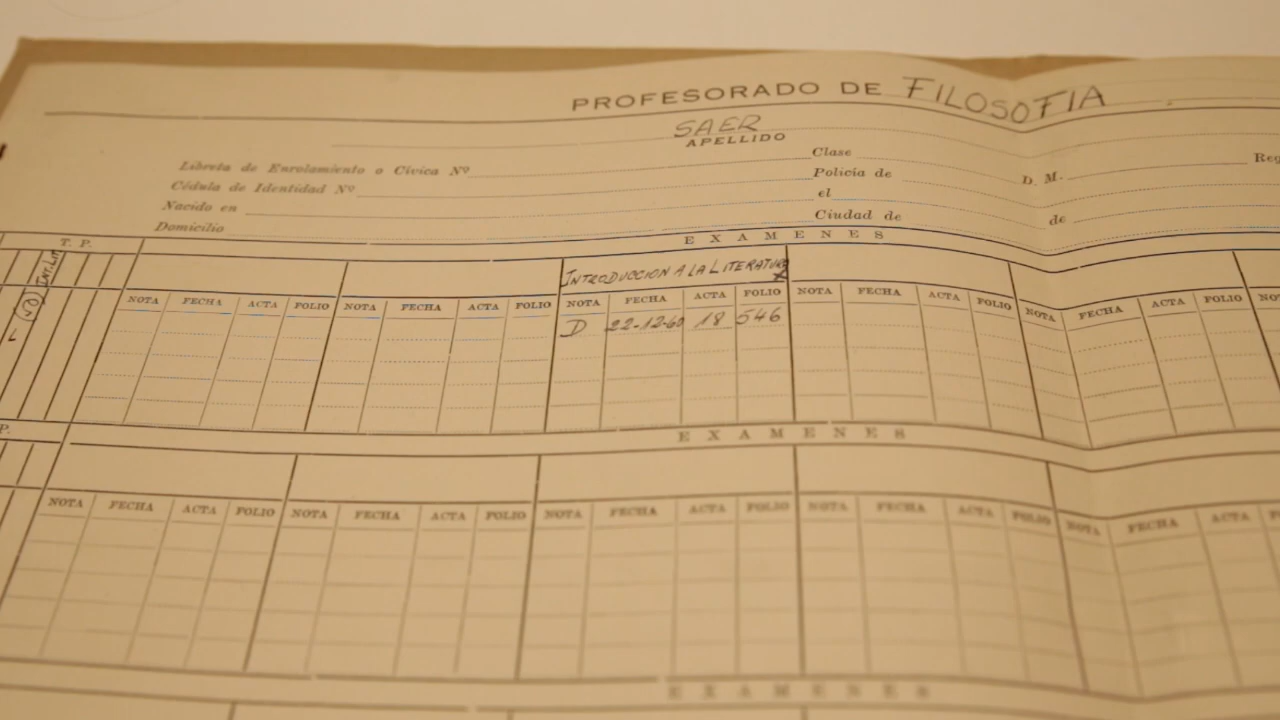 PROFESORADO DE FILOSOFIA
SAER
APELLIDO
Libreta de Enrolamiento o Cívica Nº Clase D. M.
Cédula de Identidad Nº Policía de
Nacido en el de
Domicilio Ciudad de
T. P. EXAMENES
INT. LIT. INTRODUCCION A LA LITERATURA
NOTA FECHA ACTA FOLIO NOTA FECHA ACTA FOLIO NOTA FECHA ACTA FOLIO NOTA FECHA ACTA FOLIO NOTA FECHA ACTA FOLIO
D 22-12-60 18 546
P. EXAMENES
NOTA FECHA ACTA FOLIO NOTA FECHA ACTA FOLIO NOTA FECHA ACTA FOLIO NOTA FECHA ACTA FOLIO NOTA FECHA ACTA
EXAMENES